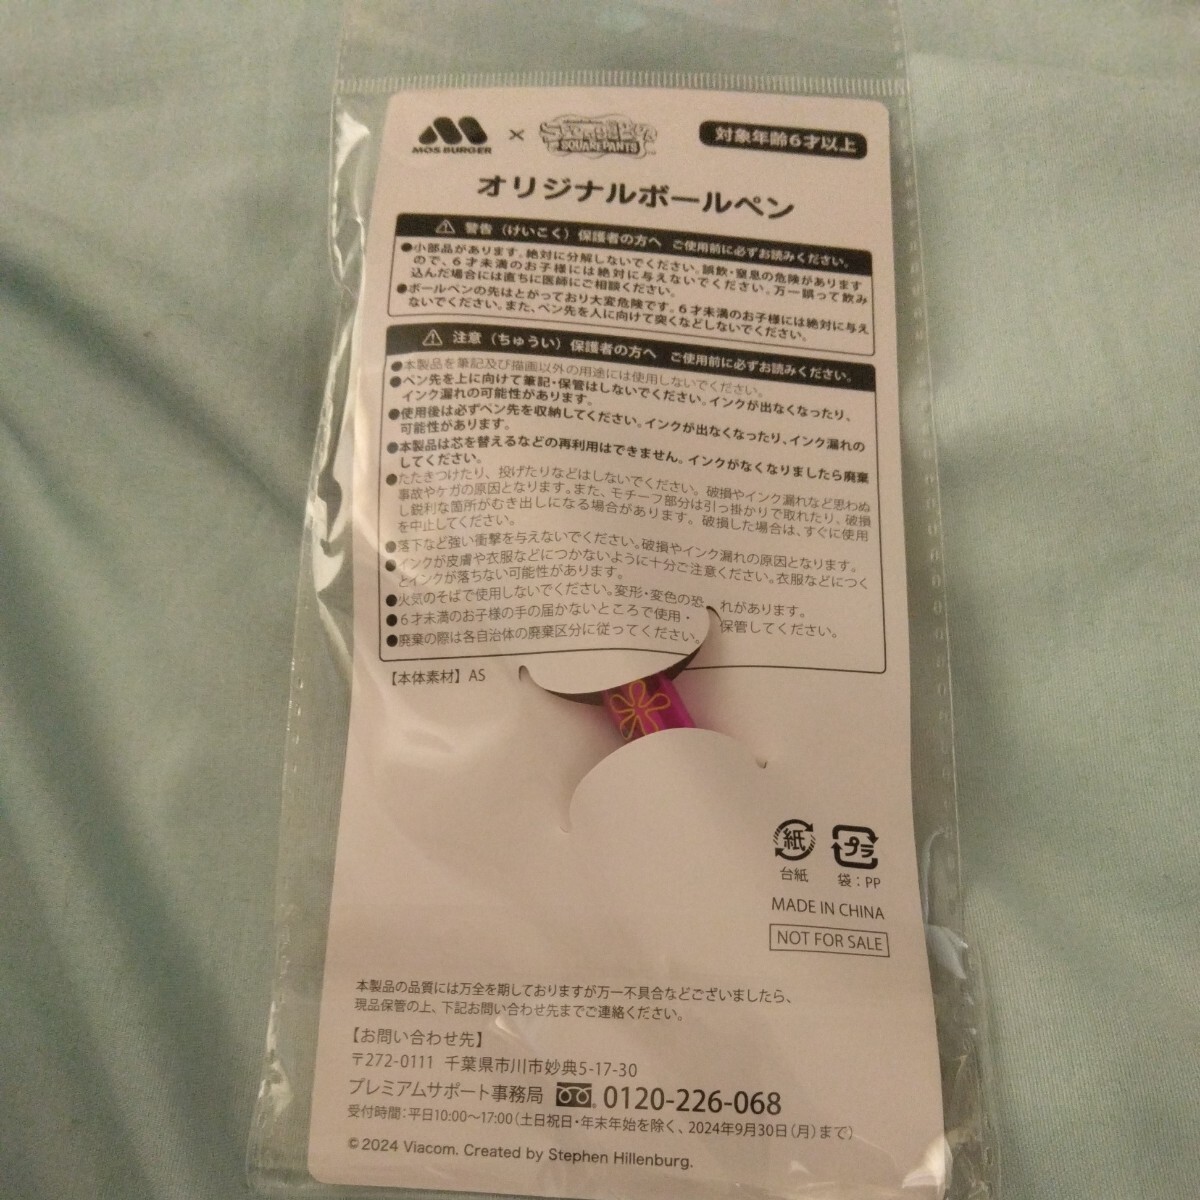 MOS BURGER × SPONGEBOB SQUAREPANTS 対象年齢6才以上
オリジナルボールペン
警告（けいこく）保護者の方へ ご使用前に必ずお読みください。
●小部品があります。絶対に分解しないでください。誤飲・窒息の危険があります
ので、6才未満のお子様には絶対に与えないでください。万一誤って飲み
込んだ場合には直ちに医師にご相談ください。
●ボールペンの先はとがっており大変危険です。6才未満のお子様には絶対に与え
ないでください。また、ペン先を人に向けて突くなどしないでください。
注意（ちゅうい）保護者の方へ ご使用前に必ずお読みください。
●本製品を筆記及び描画以外の用途には使用しないでください。
●ペン先を上に向けて筆記・保管はしないでください。インクが出なくなったり、
インク漏れの可能性があります。
●使用後は必ずペン先を収納してください。インクが出なくなったり、インク漏れの
可能性があります。
●本製品は芯を替えるなどの再利用はできません。インクがなくなりましたら廃棄
してください。
●たたきつけたり、投げたりなどはしないでください。破損やインク漏れなど思わぬ
事故やケガの原因となります。また、モチーフ部分は引っ掛かりで取れたり、破損
し鋭利な箇所がむき出しになる場合があります。破損した場合は、すぐに使用
を中止してください。
●落下など強い衝撃を与えないでください。破損やインク漏れの原因となります。
●インクが皮膚や衣服などにつかないように十分ご注意ください。衣服などにつく
とインクが落ちない可能性があります。
●火気のそばで使用しないでください。変形・変色の恐れがあります。
●6才未満のお子様の手の届かないところで使用・保管してください。
●廃棄の際は各自治体の廃棄区分に従ってください。
【本体素材】AS
紙 プラ
台紙 袋：PP
MADE IN CHINA
NOT FOR SALE
本製品の品質には万全を期しておりますが万一不具合などございましたら、
現品保管の上、下記お問い合わせ先までご連絡ください。
【お問い合わせ先】
〒272-0111 千葉県市川市妙典5-17-30
プレミアムサポート事務局 0120-226-068
受付時間：平日10:00～17:00（土日祝日・年末年始を除く、2024年9月30日（月）まで）
©2024 Viacom. Created by Stephen Hillenburg.